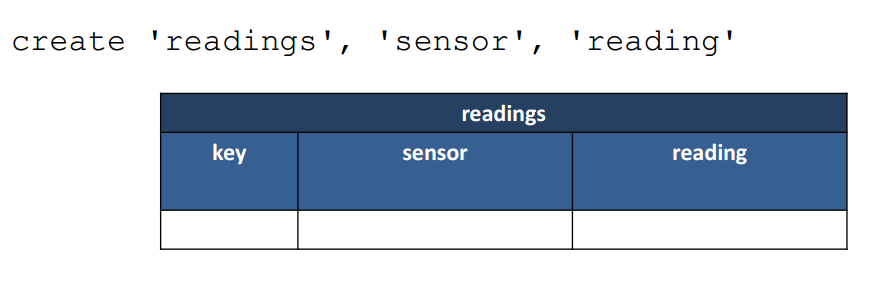 create 'readings', 'sensor', 'reading'
readings
key sensor reading